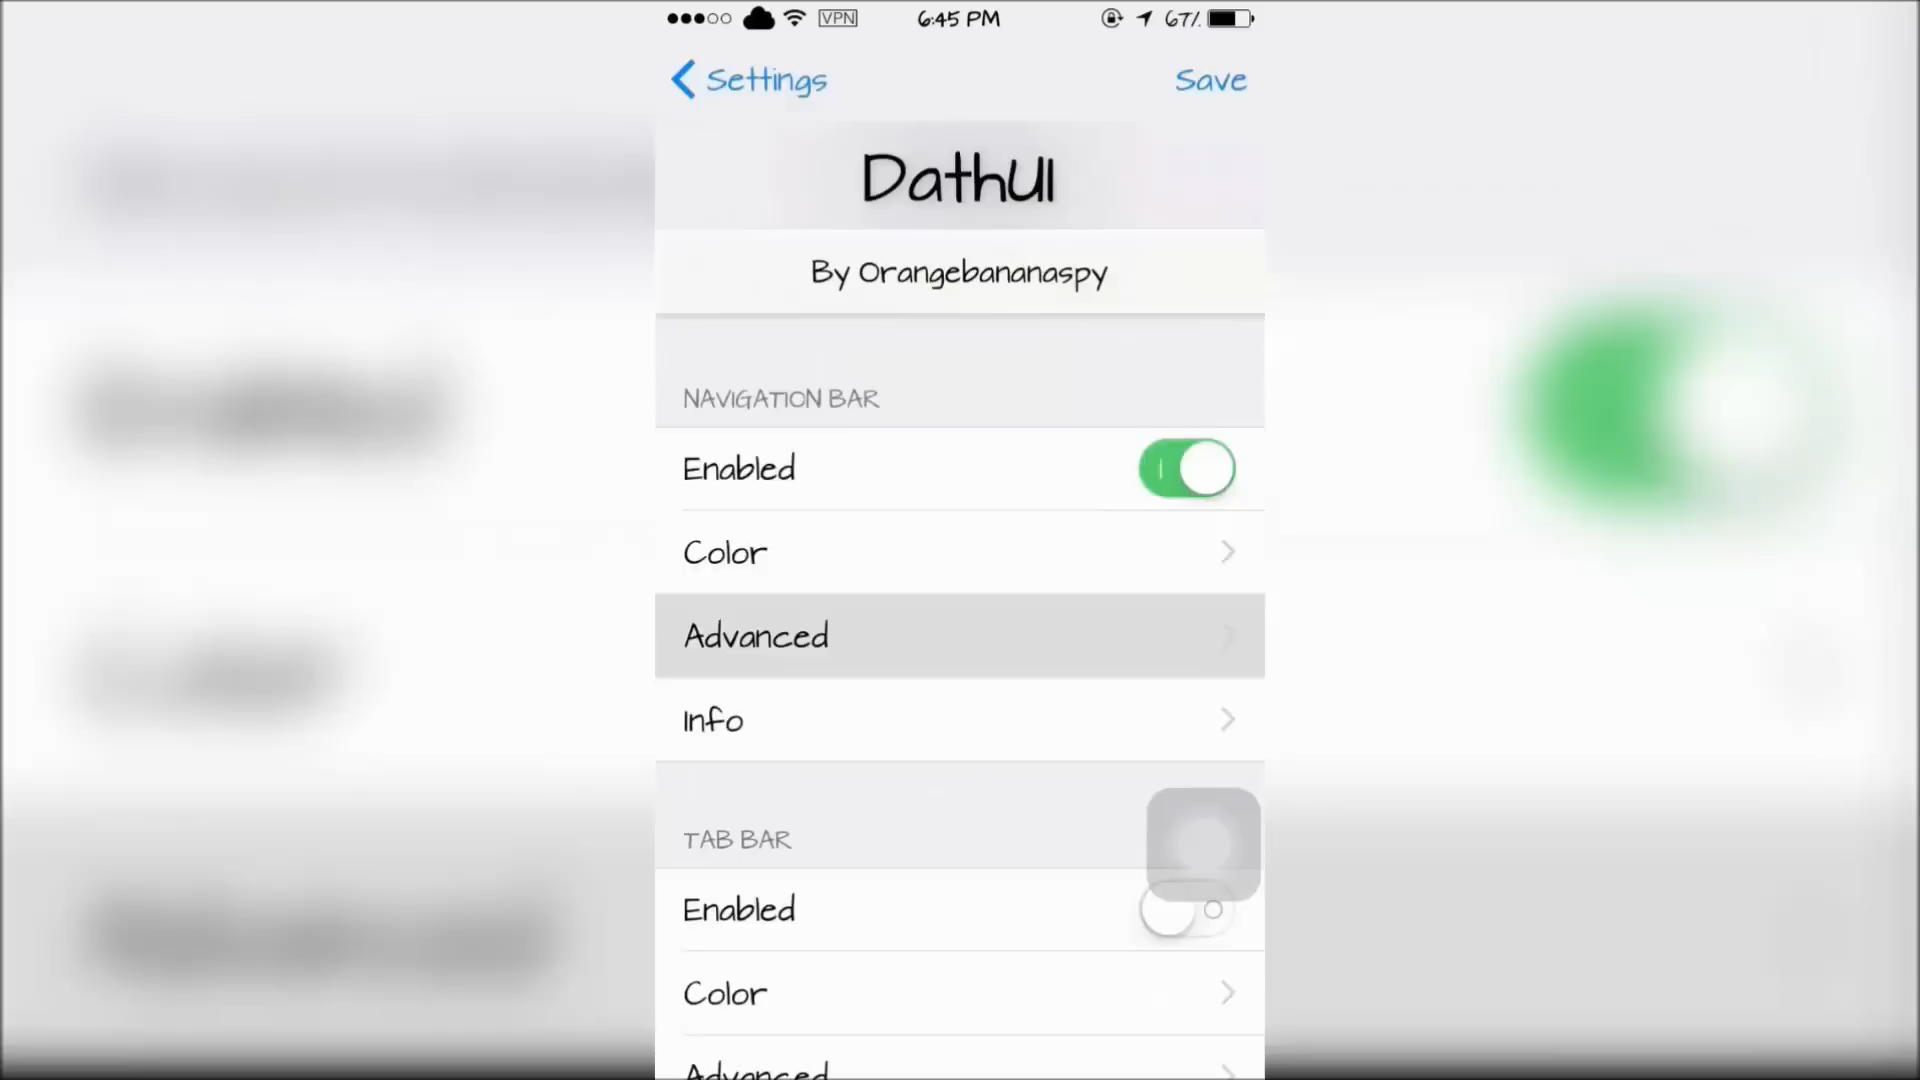 VPN 6:45 PM 67%
Settings Save
DathUI
By Orangebananaspy
NAVIGATION BAR
Enabled
Color
Advanced
Info
TAB BAR
Enabled
Color
Advanced